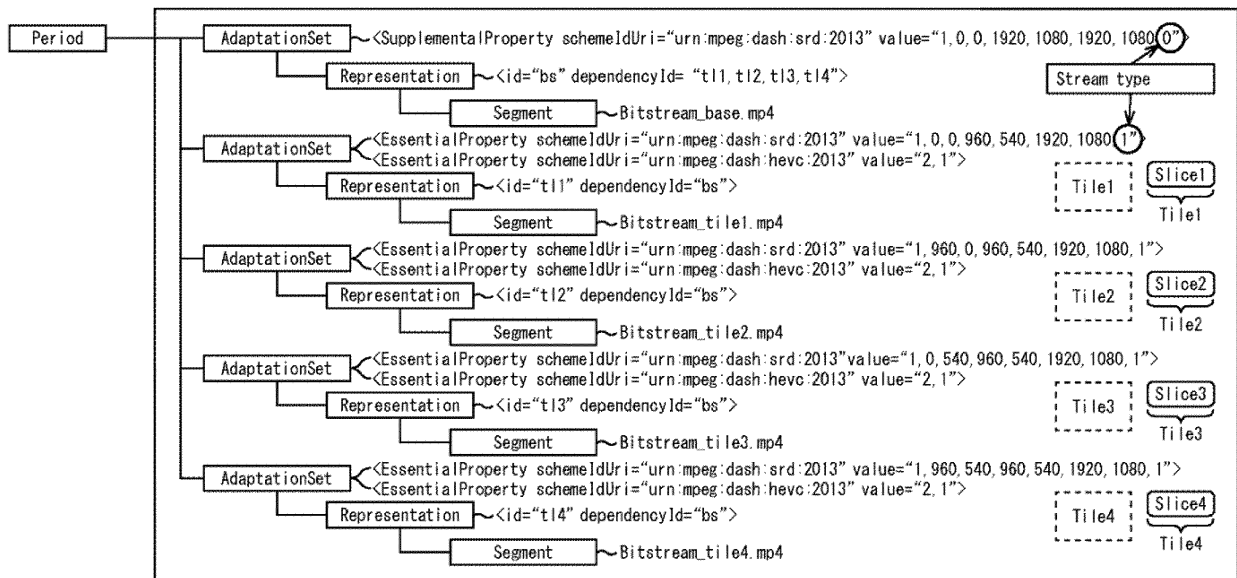 Period
AdaptationSet <SupplementalProperty schemeIdUri="urn:mpeg:dash:srd:2013" value="1,0,0,1920,1080,1920,1080,0">
Representation <id="bs" dependencyId= "tl1,tl2,tl3,tl4">
Stream type
Segment Bitstream_base.mp4
AdaptationSet <EssentialProperty schemeIdUri="urn:mpeg:dash:srd:2013" value="1,0,0,960,540,1920,1080,1">
<EssentialProperty schemeIdUri="urn:mpeg:dash:hevc:2013" value="2,1">
Representation <id="tl1" dependencyId="bs">
Tile1
Slice1
Tile1
Segment Bitstream_tile1.mp4
AdaptationSet <EssentialProperty schemeIdUri="urn:mpeg:dash:srd:2013" value="1,960,0,960,540,1920,1080,1">
<EssentialProperty schemeIdUri="urn:mpeg:dash:hevc:2013" value="2,1">
Representation <id="tl2" dependencyId="bs">
Tile2
Slice2
Tile2
Segment Bitstream_tile2.mp4
AdaptationSet <EssentialProperty schemeIdUri="urn:mpeg:dash:srd:2013"value="1,0,540,960,540,1920,1080,1">
<EssentialProperty schemeIdUri="urn:mpeg:dash:hevc:2013" value="2,1">
Representation <id="tl3" dependencyId="bs">
Tile3
Slice3
Tile3
Segment Bitstream_tile3.mp4
AdaptationSet <EssentialProperty schemeIdUri="urn:mpeg:dash:srd:2013" value="1,960,540,960,540,1920,1080,1">
<EssentialProperty schemeIdUri="urn:mpeg:dash:hevc:2013" value="2,1">
Representation <id="tl4" dependencyId="bs">
Tile4
Slice4
Tile4
Segment Bitstream_tile4.mp4